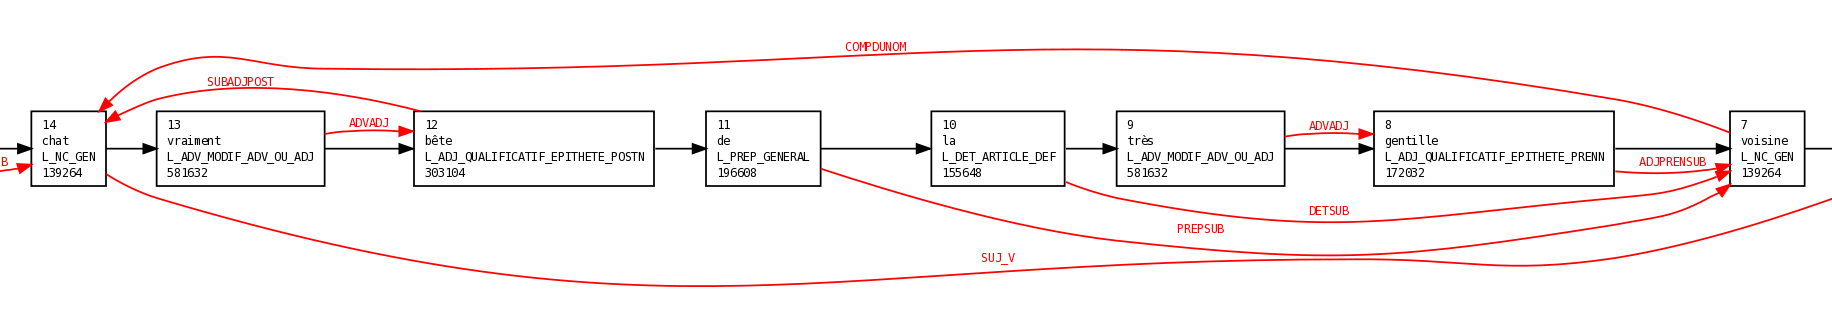 COMPDUNOM
SUBADJPOST
ADVADJ
ADVADJ
14
chat
L_NC_GEN
139264
13
vraiment
L_ADV_MODIF_ADV_OU_ADJ
581632
12
bête
L_ADJ_QUALIFICATIF_EPITHETE_POSTN
303104
11
de
L_PREP_GENERAL
196608
10
la
L_DET_ARTICLE_DEF
155648
9
très
L_ADV_MODIF_ADV_OU_ADJ
581632
8
gentille
L_ADJ_QUALIFICATIF_EPITHETE_PRENN
172032
7
voisine
L_NC_GEN
139264
B
ADJPRENSUB
DETSUB
PREPSUB
SUJ_V